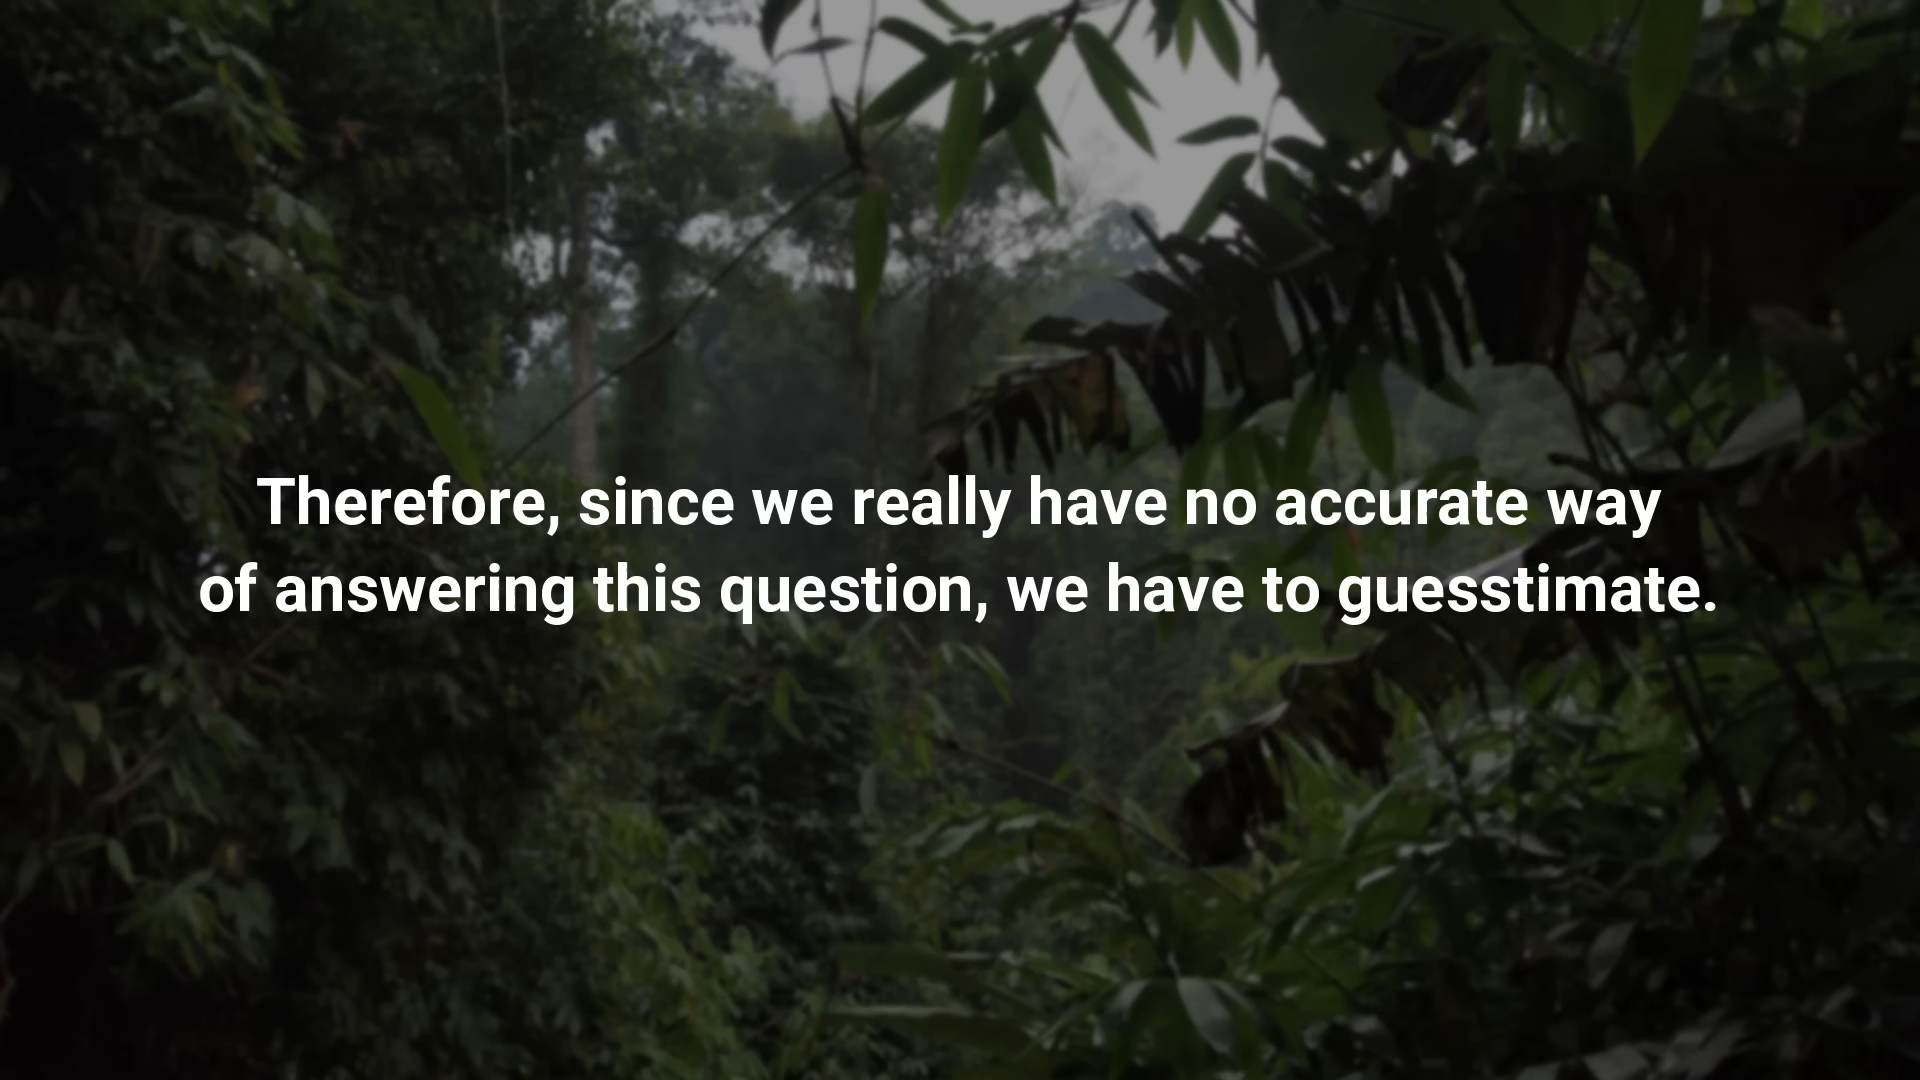 Therefore, since we really have no accurate way
of answering this question, we have to guesstimate.